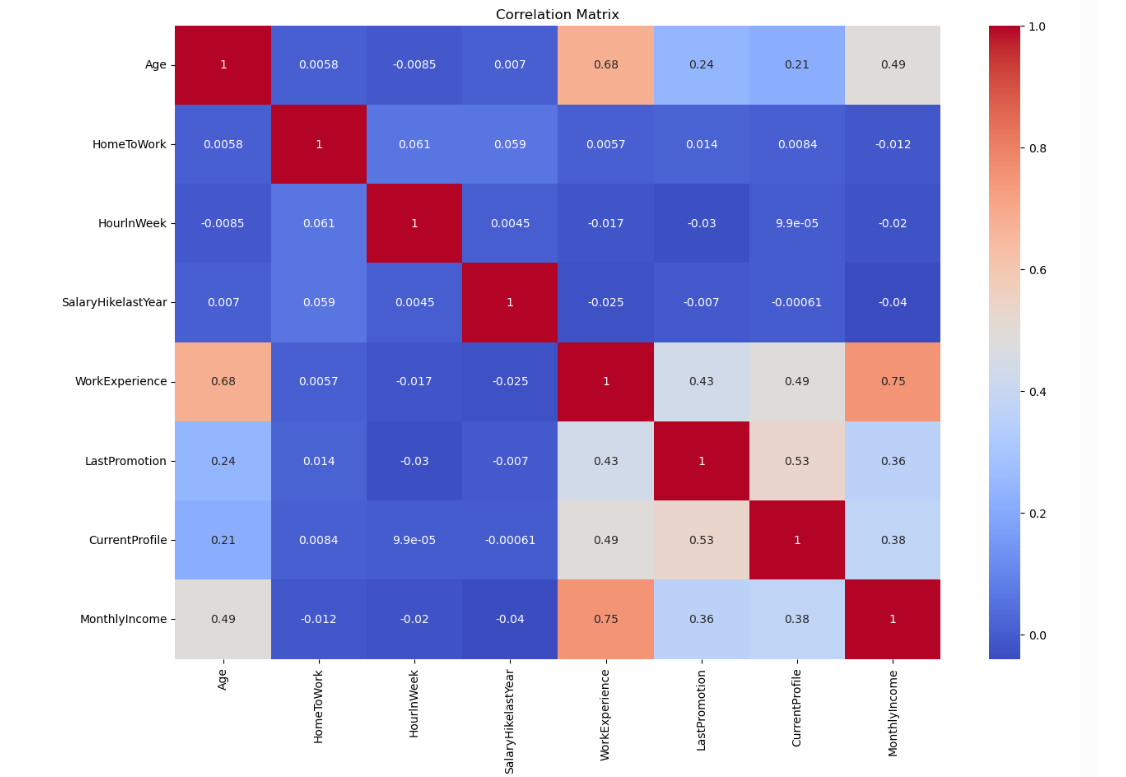 Correlation Matrix
Age 1 0.0058 -0.0085 0.007 0.68 0.24 0.21 0.49
HomeToWork 0.0058 1 0.061 0.059 0.0057 0.014 0.0084 -0.012
HourInWeek -0.0085 0.061 1 0.0045 -0.017 -0.03 9.9e-05 -0.02
SalaryHikelastYear 0.007 0.059 0.0045 1 -0.025 -0.007 -0.00061 -0.04
WorkExperience 0.68 0.0057 -0.017 -0.025 1 0.43 0.49 0.75
LastPromotion 0.24 0.014 -0.03 -0.007 0.43 1 0.53 0.36
CurrentProfile 0.21 0.0084 9.9e-05 -0.00061 0.49 0.53 1 0.38
MonthlyIncome 0.49 -0.012 -0.02 -0.04 0.75 0.36 0.38 1
Age
HomeToWork
HourInWeek
SalaryHikelastYear
WorkExperience
LastPromotion
CurrentProfile
MonthlyIncome
1.0
0.8
0.6
0.4
0.2
0.0